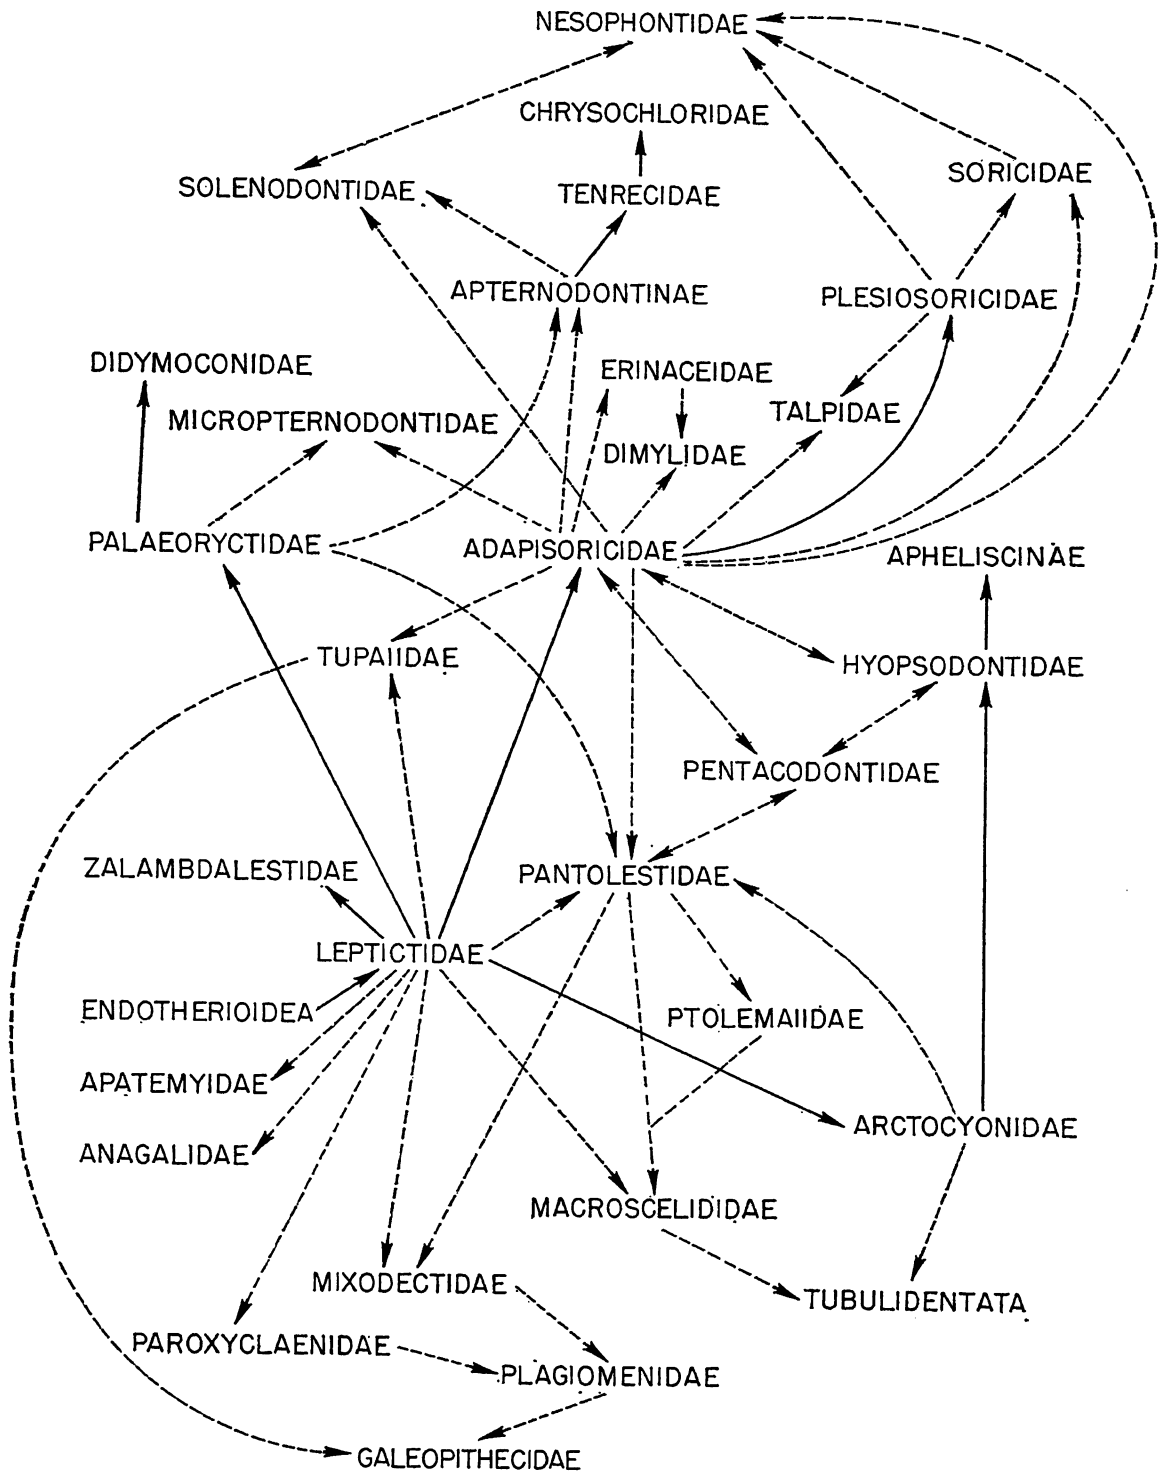 NESOPHONTIDAE
CHRYSOCHLORIDAE
SORICIDAE
SOLENODONTIDAE
TENRECIDAE
APTERNODONTINAE
PLESIOSORICIDAE
DIDYMOCONIDAE
ERINACEIDAE
MICROPTERNODONTIDAE
TALPIDAE
DIMYLIDAE
PALAEORYCTIDAE
ADAPISORICIDAE
APHELISCINAE
TUPAIIDAE
HYOPSODONTIDAE
PENTACODONTIDAE
ZALAMBDALESTIDAE
PANTOLESTIDAE
LEPTICTIDAE
ENDOTHERIOIDEA
PTOLEMAIIDAE
APATEMYIDAE
ARCTOCYONIDAE
ANAGALIDAE
MACROSCELIDIDAE
MIXODECTIDAE
TUBULIDENTATA
PAROXYCLAENIDAE
PLAGIOMENIDAE
GALEOPITHECIDAE